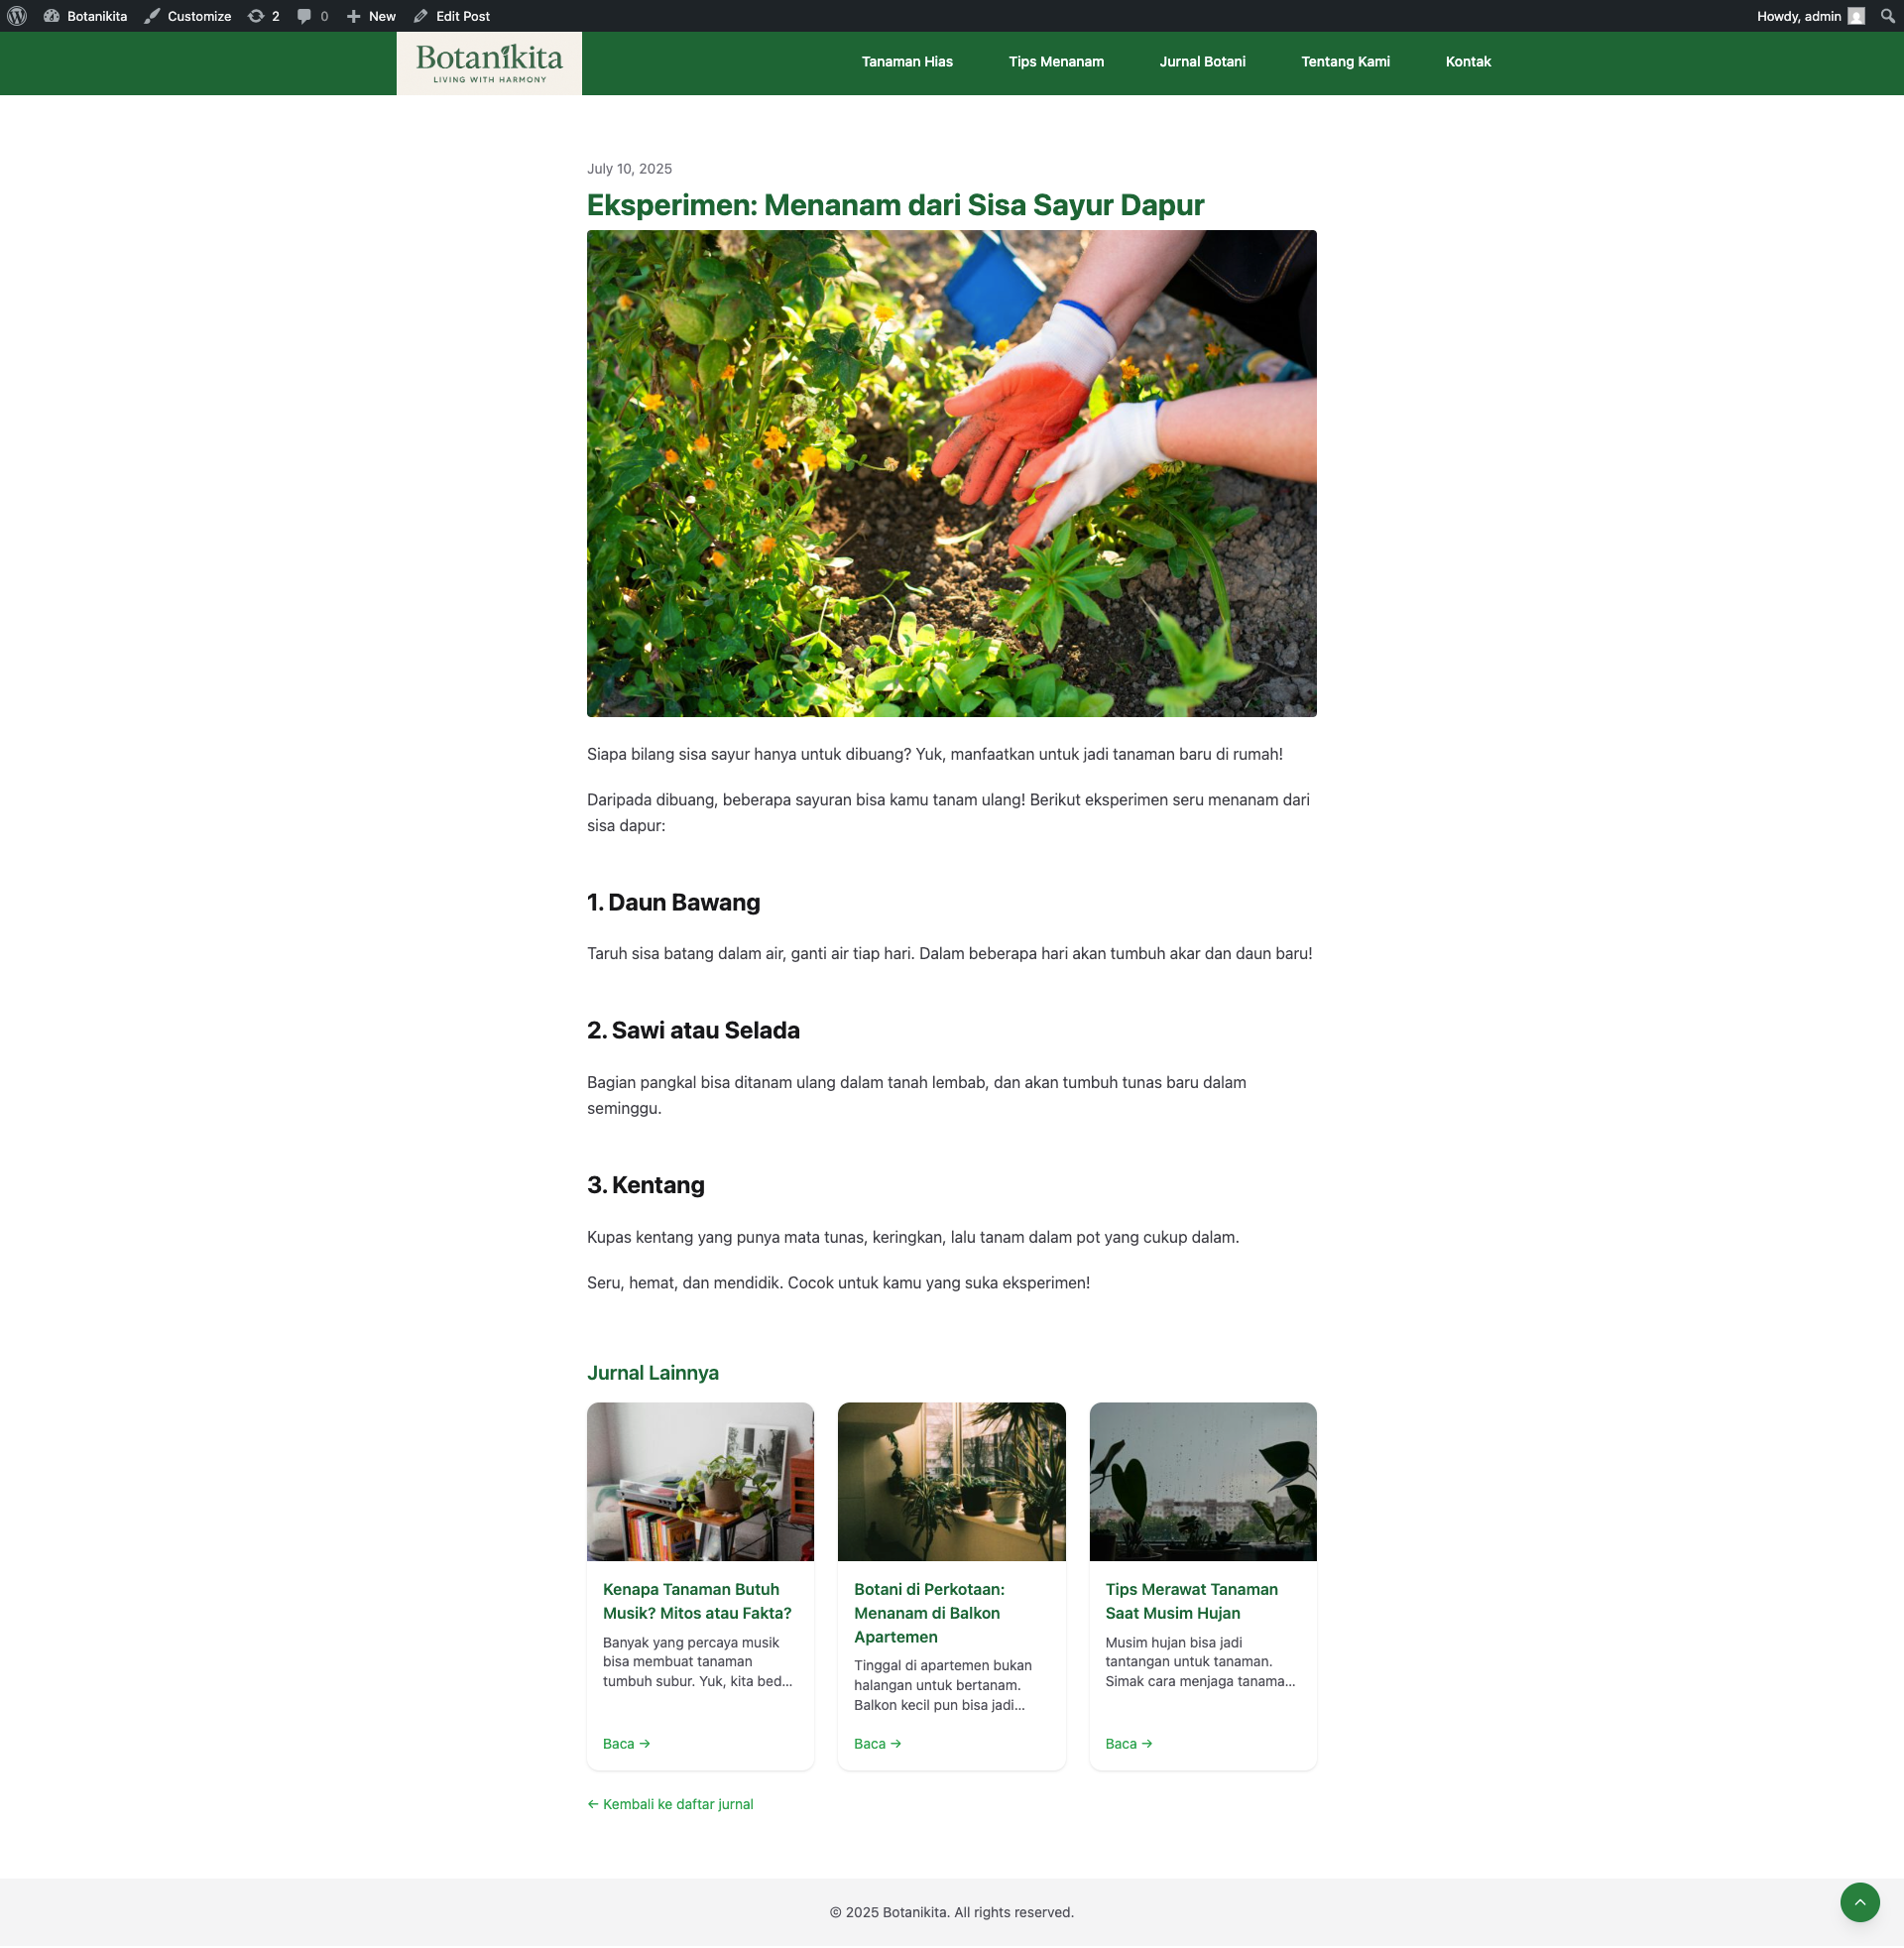 Botanikita
Customize
2
0
New
Edit Post
Howdy, admin
Botanikita
LIVING WITH HARMONY
Tanaman Hias
Tips Menanam
Jurnal Botani
Tentang Kami
Kontak
July 10, 2025
Eksperimen: Menanam dari Sisa Sayur Dapur
Siapa bilang sisa sayur hanya untuk dibuang? Yuk, manfaatkan untuk jadi tanaman baru di rumah!
Daripada dibuang, beberapa sayuran bisa kamu tanam ulang! Berikut eksperimen seru menanam dari
sisa dapur:
1. Daun Bawang
Taruh sisa batang dalam air, ganti air tiap hari. Dalam beberapa hari akan tumbuh akar dan daun baru!
2. Sawi atau Selada
Bagian pangkal bisa ditanam ulang dalam tanah lembab, dan akan tumbuh tunas baru dalam
seminggu.
3. Kentang
Kupas kentang yang punya mata tunas, keringkan, lalu tanam dalam pot yang cukup dalam.
Seru, hemat, dan mendidik. Cocok untuk kamu yang suka eksperimen!
Jurnal Lainnya
Kenapa Tanaman Butuh
Musik? Mitos atau Fakta?
Banyak yang percaya musik
bisa membuat tanaman
tumbuh subur. Yuk, kita bed...
Baca →
Botani di Perkotaan:
Menanam di Balkon
Apartemen
Tinggal di apartemen bukan
halangan untuk bertanam.
Balkon kecil pun bisa jadi...
Baca →
Tips Merawat Tanaman
Saat Musim Hujan
Musim hujan bisa jadi
tantangan untuk tanaman.
Simak cara menjaga tanama...
Baca →
← Kembali ke daftar jurnal
© 2025 Botanikita. All rights reserved.